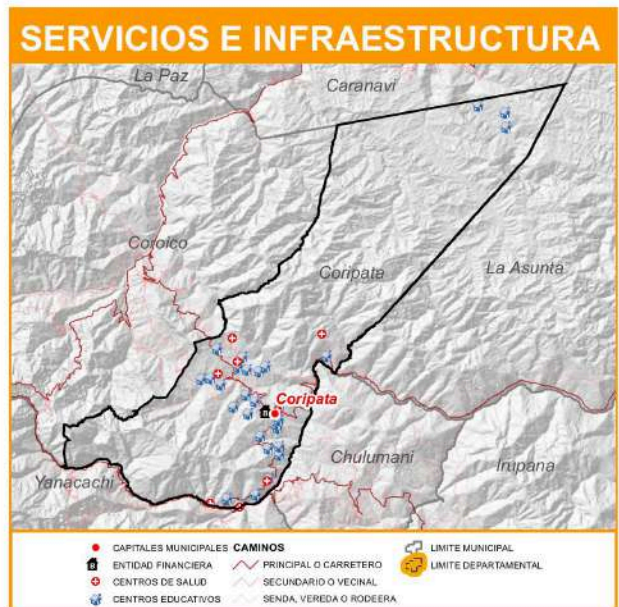 SERVICIOS E INFRAESTRUCTURA
La Paz
Caranavi
Coroico
Coripata
La Asunta
Coripata
Chulumani
Irupana
Yanacachi
CAPITALES MUNICIPALES
ENTIDAD FINANCIERA
CENTROS DE SALUD
CENTROS EDUCATIVOS
CAMINOS
PRINCIPAL O CARRETERO
SECUNDARIO O VECINAL
SENDA, VEREDA O RODEERA
LIMITE MUNICIPAL
LIMITE DEPARTAMENTAL